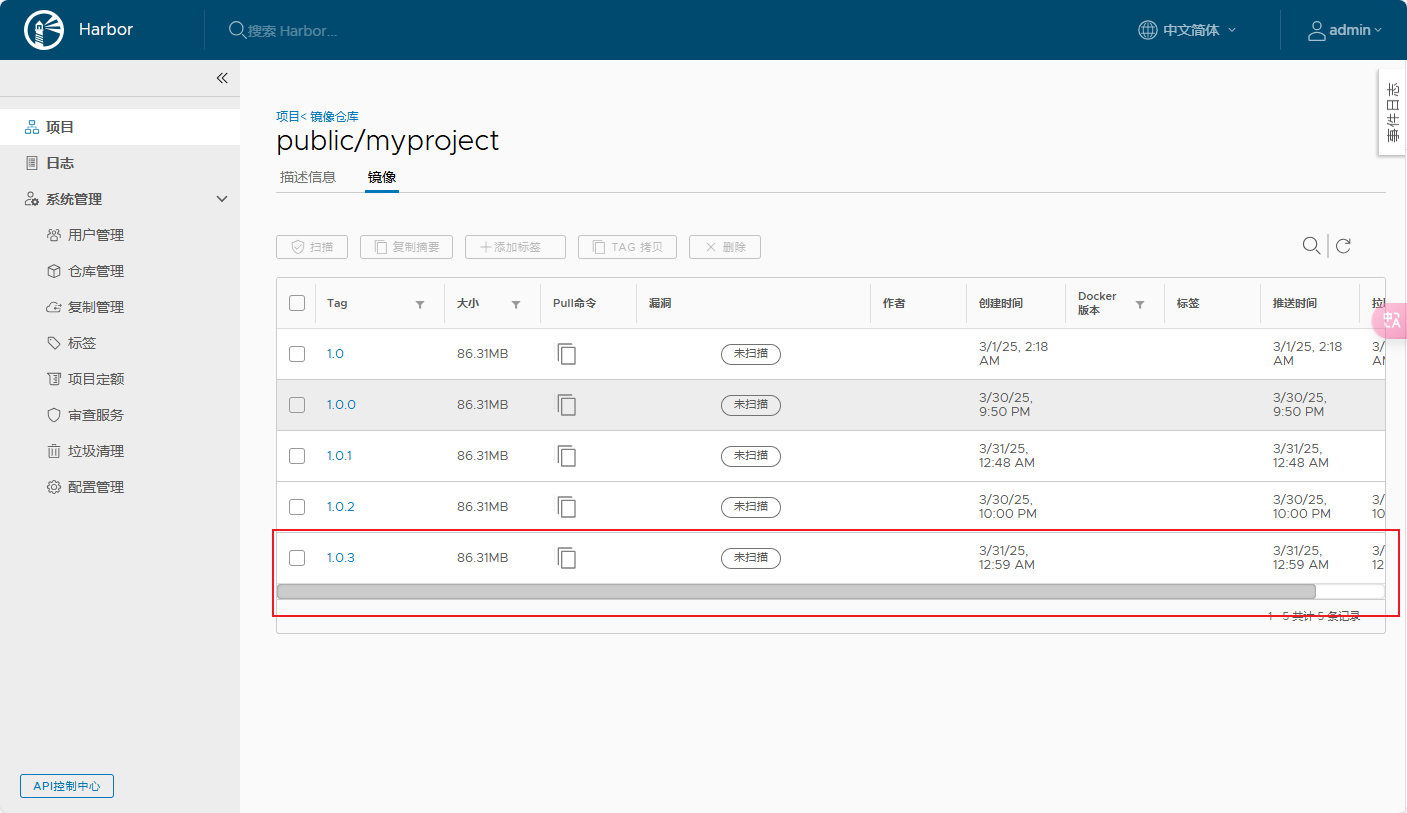 Harbor
搜索 Harbor...
中文简体
admin
项目
日志
系统管理
用户管理
仓库管理
复制管理
标签
项目定额
审查服务
垃圾清理
配置管理
API控制中心
事件日志
项目< 镜像仓库
public/myproject
描述信息 镜像
扫描 复制摘要 添加标签 TAG 拷贝 删除
Tag 大小 Pull命令 漏洞 作者 创建时间 Docker 版本 标签 推送时间
1.0 86.31MB 未扫描 3/1/25, 2:18 AM 3/1/25, 2:18 AM
1.0.0 86.31MB 未扫描 3/30/25, 9:50 PM 3/30/25, 9:50 PM
1.0.1 86.31MB 未扫描 3/31/25, 12:48 AM 3/31/25, 12:48 AM
1.0.2 86.31MB 未扫描 3/30/25, 10:00 PM 3/30/25, 10:00 PM
1.0.3 86.31MB 未扫描 3/31/25, 12:59 AM 3/31/25, 12:59 AM
1 - 5 共计 5 条记录